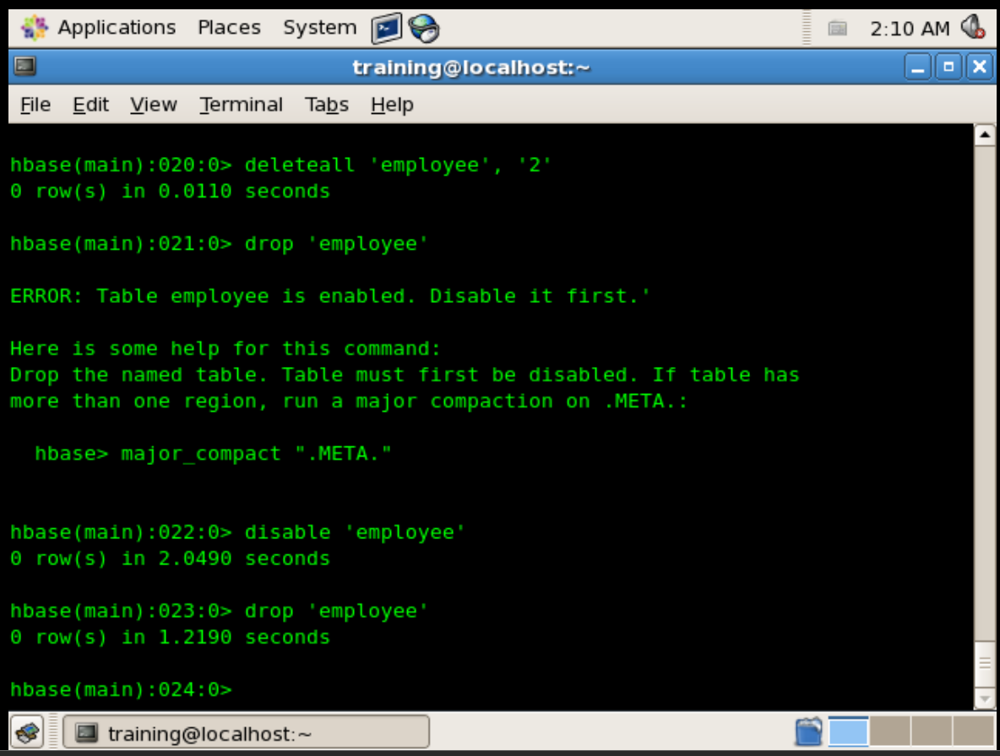 Applications Places System 2:10 AM
training@localhost:~
File Edit View Terminal Tabs Help
hbase(main):020:0> deleteall 'employee', '2'
0 row(s) in 0.0110 seconds
hbase(main):021:0> drop 'employee'
ERROR: Table employee is enabled. Disable it first.'
Here is some help for this command:
Drop the named table. Table must first be disabled. If table has
more than one region, run a major compaction on .META.:
hbase> major_compact ".META."
hbase(main):022:0> disable 'employee'
0 row(s) in 2.0490 seconds
hbase(main):023:0> drop 'employee'
0 row(s) in 1.2190 seconds
hbase(main):024:0>
training@localhost:~